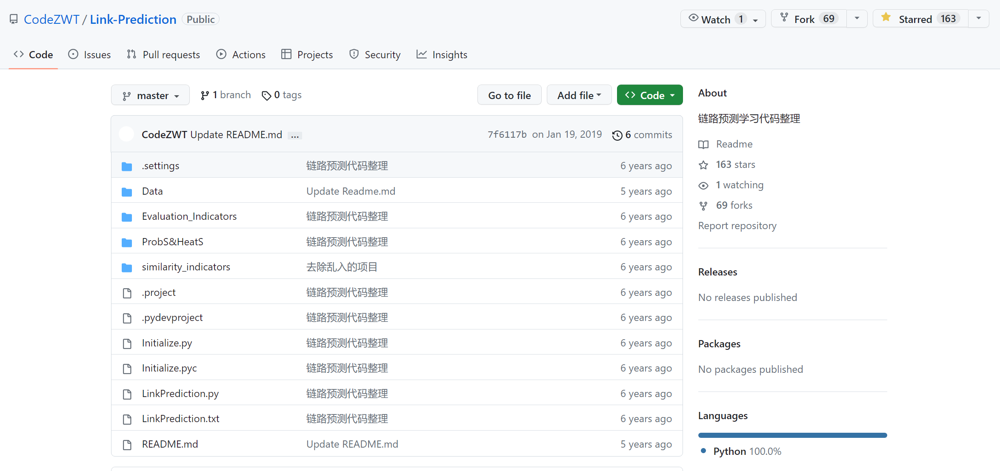 CodeZWT / Link-Prediction Public
Watch 1 Fork 69 Starred 163
Code Issues Pull requests Actions Projects Security Insights
master 1 branch 0 tags Go to file Add file Code
CodeZWT Update README.md ... 7f6117b on Jan 19, 2019 6 commits
.settings 链路预测代码整理 6 years ago
Data Update Readme.md 5 years ago
Evaluation_Indicators 链路预测代码整理 6 years ago
ProbS&HeatS 链路预测代码整理 6 years ago
similarity_indicators 去除乱入的项目 6 years ago
.project 链路预测代码整理 6 years ago
.pydevproject 链路预测代码整理 6 years ago
Initialize.py 链路预测代码整理 6 years ago
Initialize.pyc 链路预测代码整理 6 years ago
LinkPrediction.py 链路预测代码整理 6 years ago
LinkPrediction.txt 链路预测代码整理 6 years ago
README.md Update README.md 5 years ago
About
链路预测学习代码整理
Readme
163 stars
1 watching
69 forks
Report repository
Releases
No releases published
Packages
No packages published
Languages
Python 100.0%